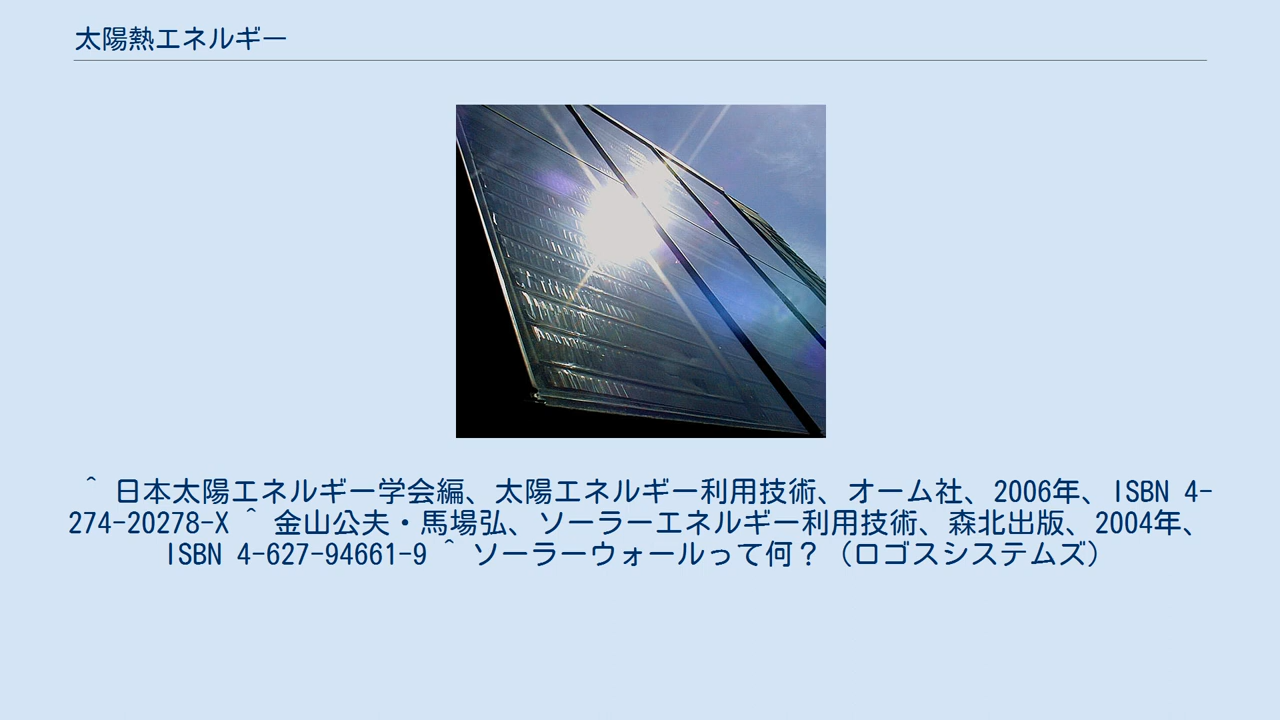 太陽熱エネルギー
^ 日本太陽エネルギー学会編、太陽エネルギー利用技術、オーム社、2006年、ISBN 4-
274-20278-X ^ 金山公夫・馬場弘、ソーラーエネルギー利用技術、森北出版、2004年、
ISBN 4-627-94661-9 ^ ソーラーウォールって何？（ロゴスシステムズ）